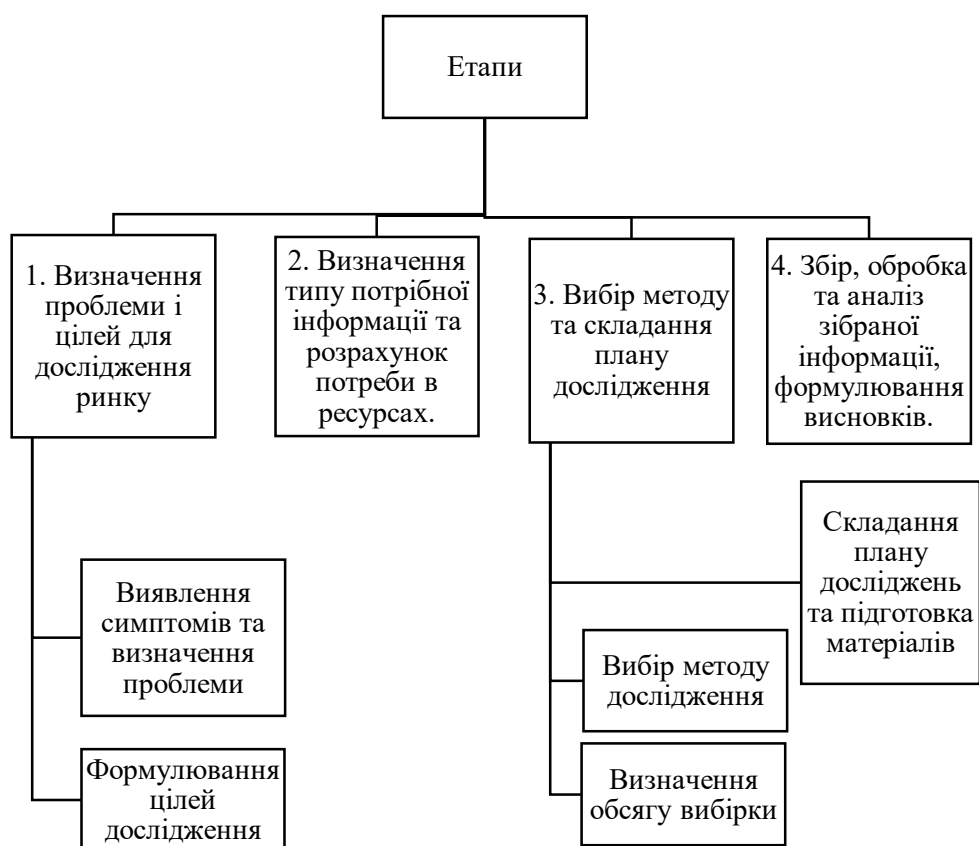 Етапи
1. Визначення
проблеми і
цілей для
дослідження
ринку
2. Визначення
типу потрібної
інформації та
розрахунок
потреби в
ресурсах.
3. Вибір методу
та складання
плану
дослідження
4. Збір, обробка
та аналіз
зібраної
інформації,
формулювання
висновків.
Виявлення
симптомів та
визначення
проблеми
Формулювання
цілей
дослідження
Складання
плану
досліджень
та підготовка
матеріалів
Вибір методу
дослідження
Визначення
обсягу вибірки